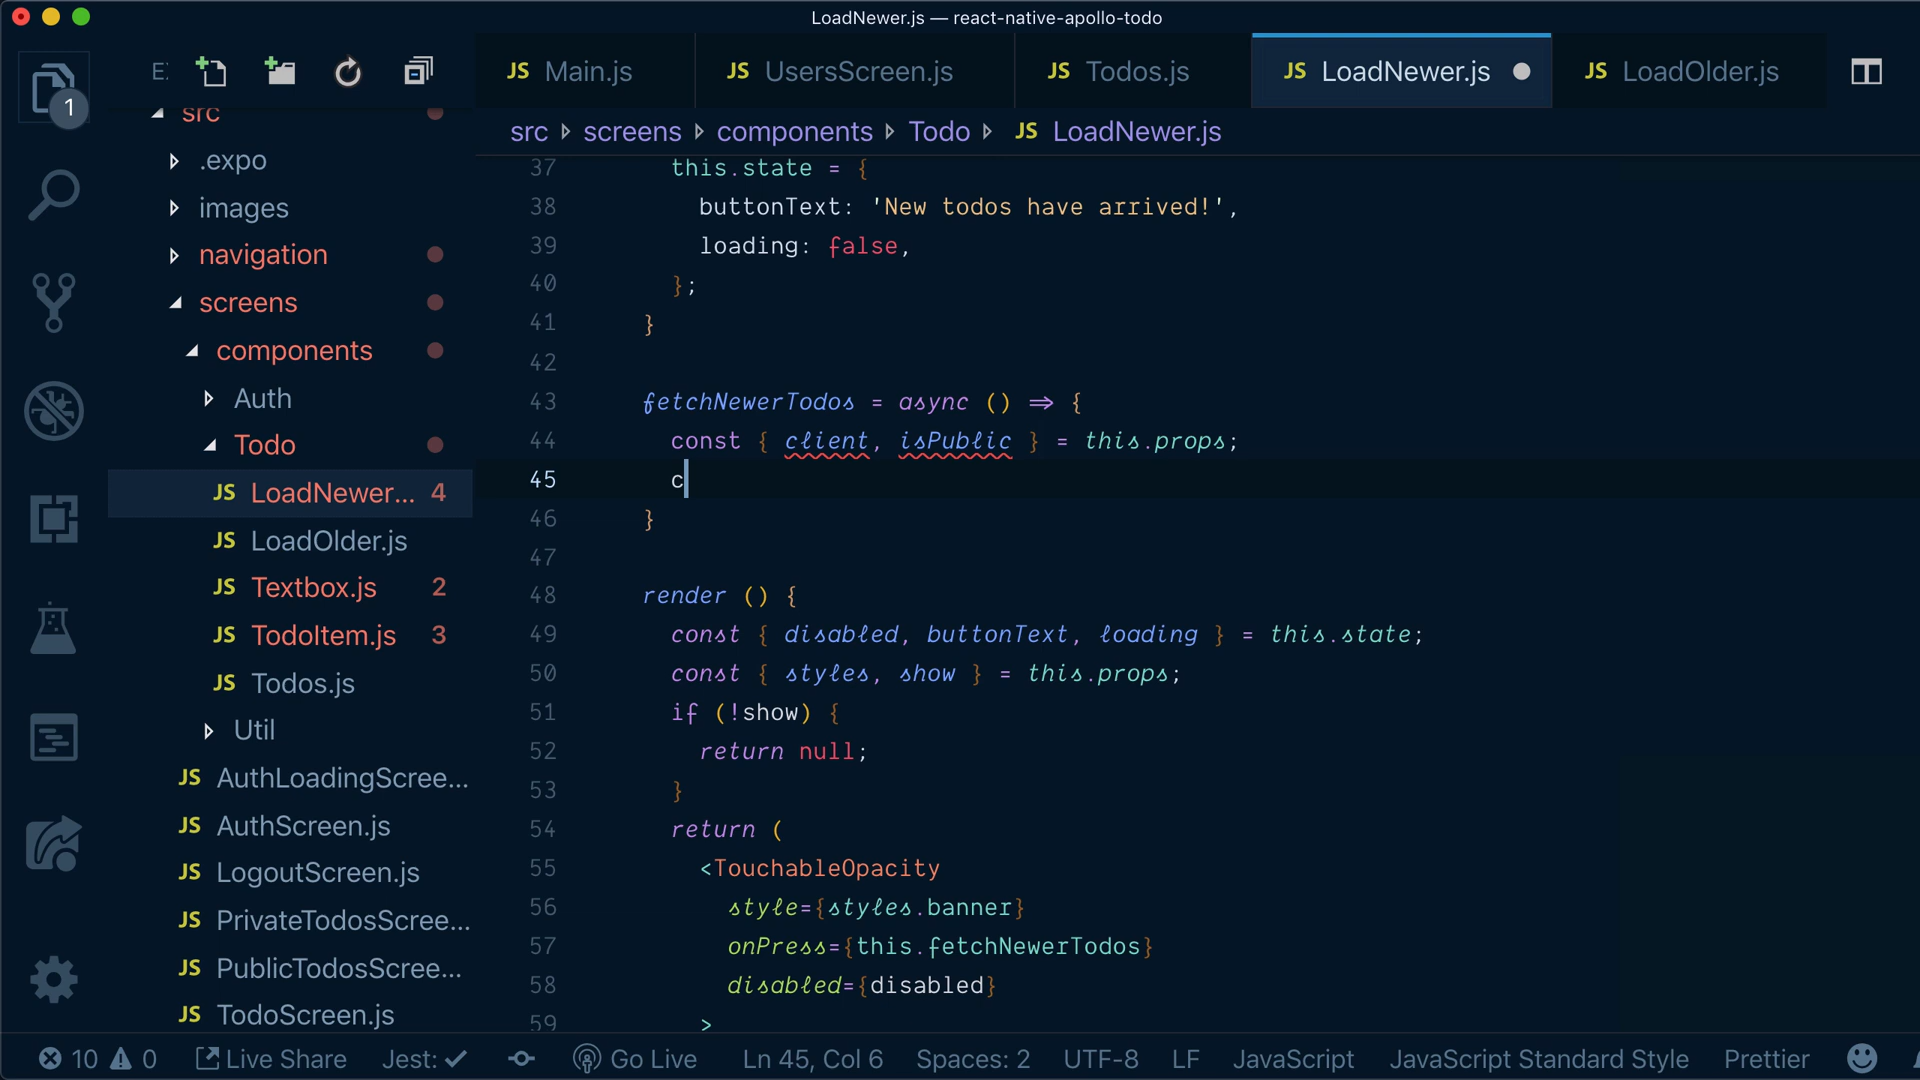 LoadNewer.js — react-native-apollo-todo
1
E:
JS Main.js
JS UsersScreen.js
JS Todos.js
JS LoadNewer.js
JS LoadOlder.js
src
.expo
images
navigation
screens
components
Auth
Todo
JS LoadNewer... 4
JS LoadOlder.js
JS Textbox.js 2
JS TodoItem.js 3
JS Todos.js
Util
JS AuthLoadingScree...
JS AuthScreen.js
JS LogoutScreen.js
JS PrivateTodosScree...
JS PublicTodosScree...
JS TodoScreen.js
src screens components Todo JS LoadNewer.js
37 this.state = {
38 buttonText: 'New todos have arrived!',
39 loading: false,
40 };
41 }
42
43 fetchNewerTodos = async () => {
44 const { client, isPublic } = this.props;
45 c
46 }
47
48 render () {
49 const { disabled, buttonText, loading } = this.state;
50 const { styles, show } = this.props;
51 if (!show) {
52 return null;
53 }
54 return (
55 <TouchableOpacity
56 style={styles.banner}
57 onPress={this.fetchNewerTodos}
58 disabled={disabled}
59 >
10 0 Live Share Jest: Go Live Ln 45, Col 6 Spaces: 2 UTF-8 LF JavaScript JavaScript Standard Style Prettier